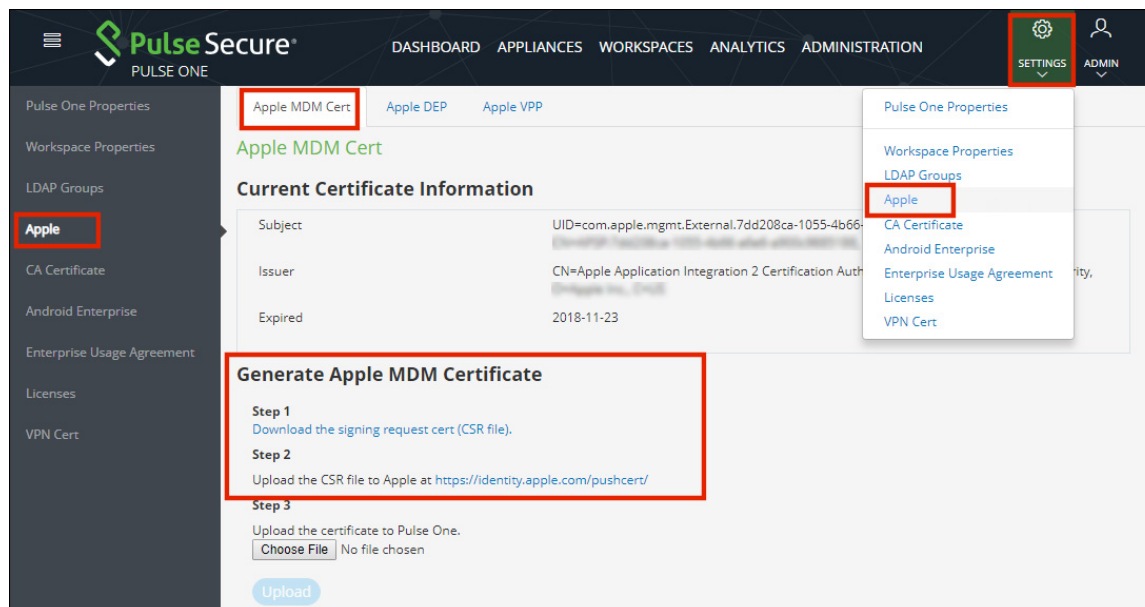 Pulse Secure®
PULSE ONE
DASHBOARD APPLIANCES WORKSPACES ANALYTICS ADMINISTRATION
SETTINGS
ADMIN
Pulse One Properties
Workspace Properties
LDAP Groups
Apple
CA Certificate
Android Enterprise
Enterprise Usage Agreement
Licenses
VPN Cert
Apple MDM Cert Apple DEP Apple VPP
Apple MDM Cert
Current Certificate Information
Subject UID=com.apple.mgmt.External.7dd208ca-1055-4b66-
Issuer CN=Apple Application Integration 2 Certification Auth rity,
Expired 2018-11-23
Generate Apple MDM Certificate
Step 1
Download the signing request cert (CSR file).
Step 2
Upload the CSR file to Apple at https://identity.apple.com/pushcert/
Step 3
Upload the certificate to Pulse One.
Choose File No file chosen
Upload
Pulse One Properties
Workspace Properties
LDAP Groups
Apple
CA Certificate
Android Enterprise
Enterprise Usage Agreement
Licenses
VPN Cert